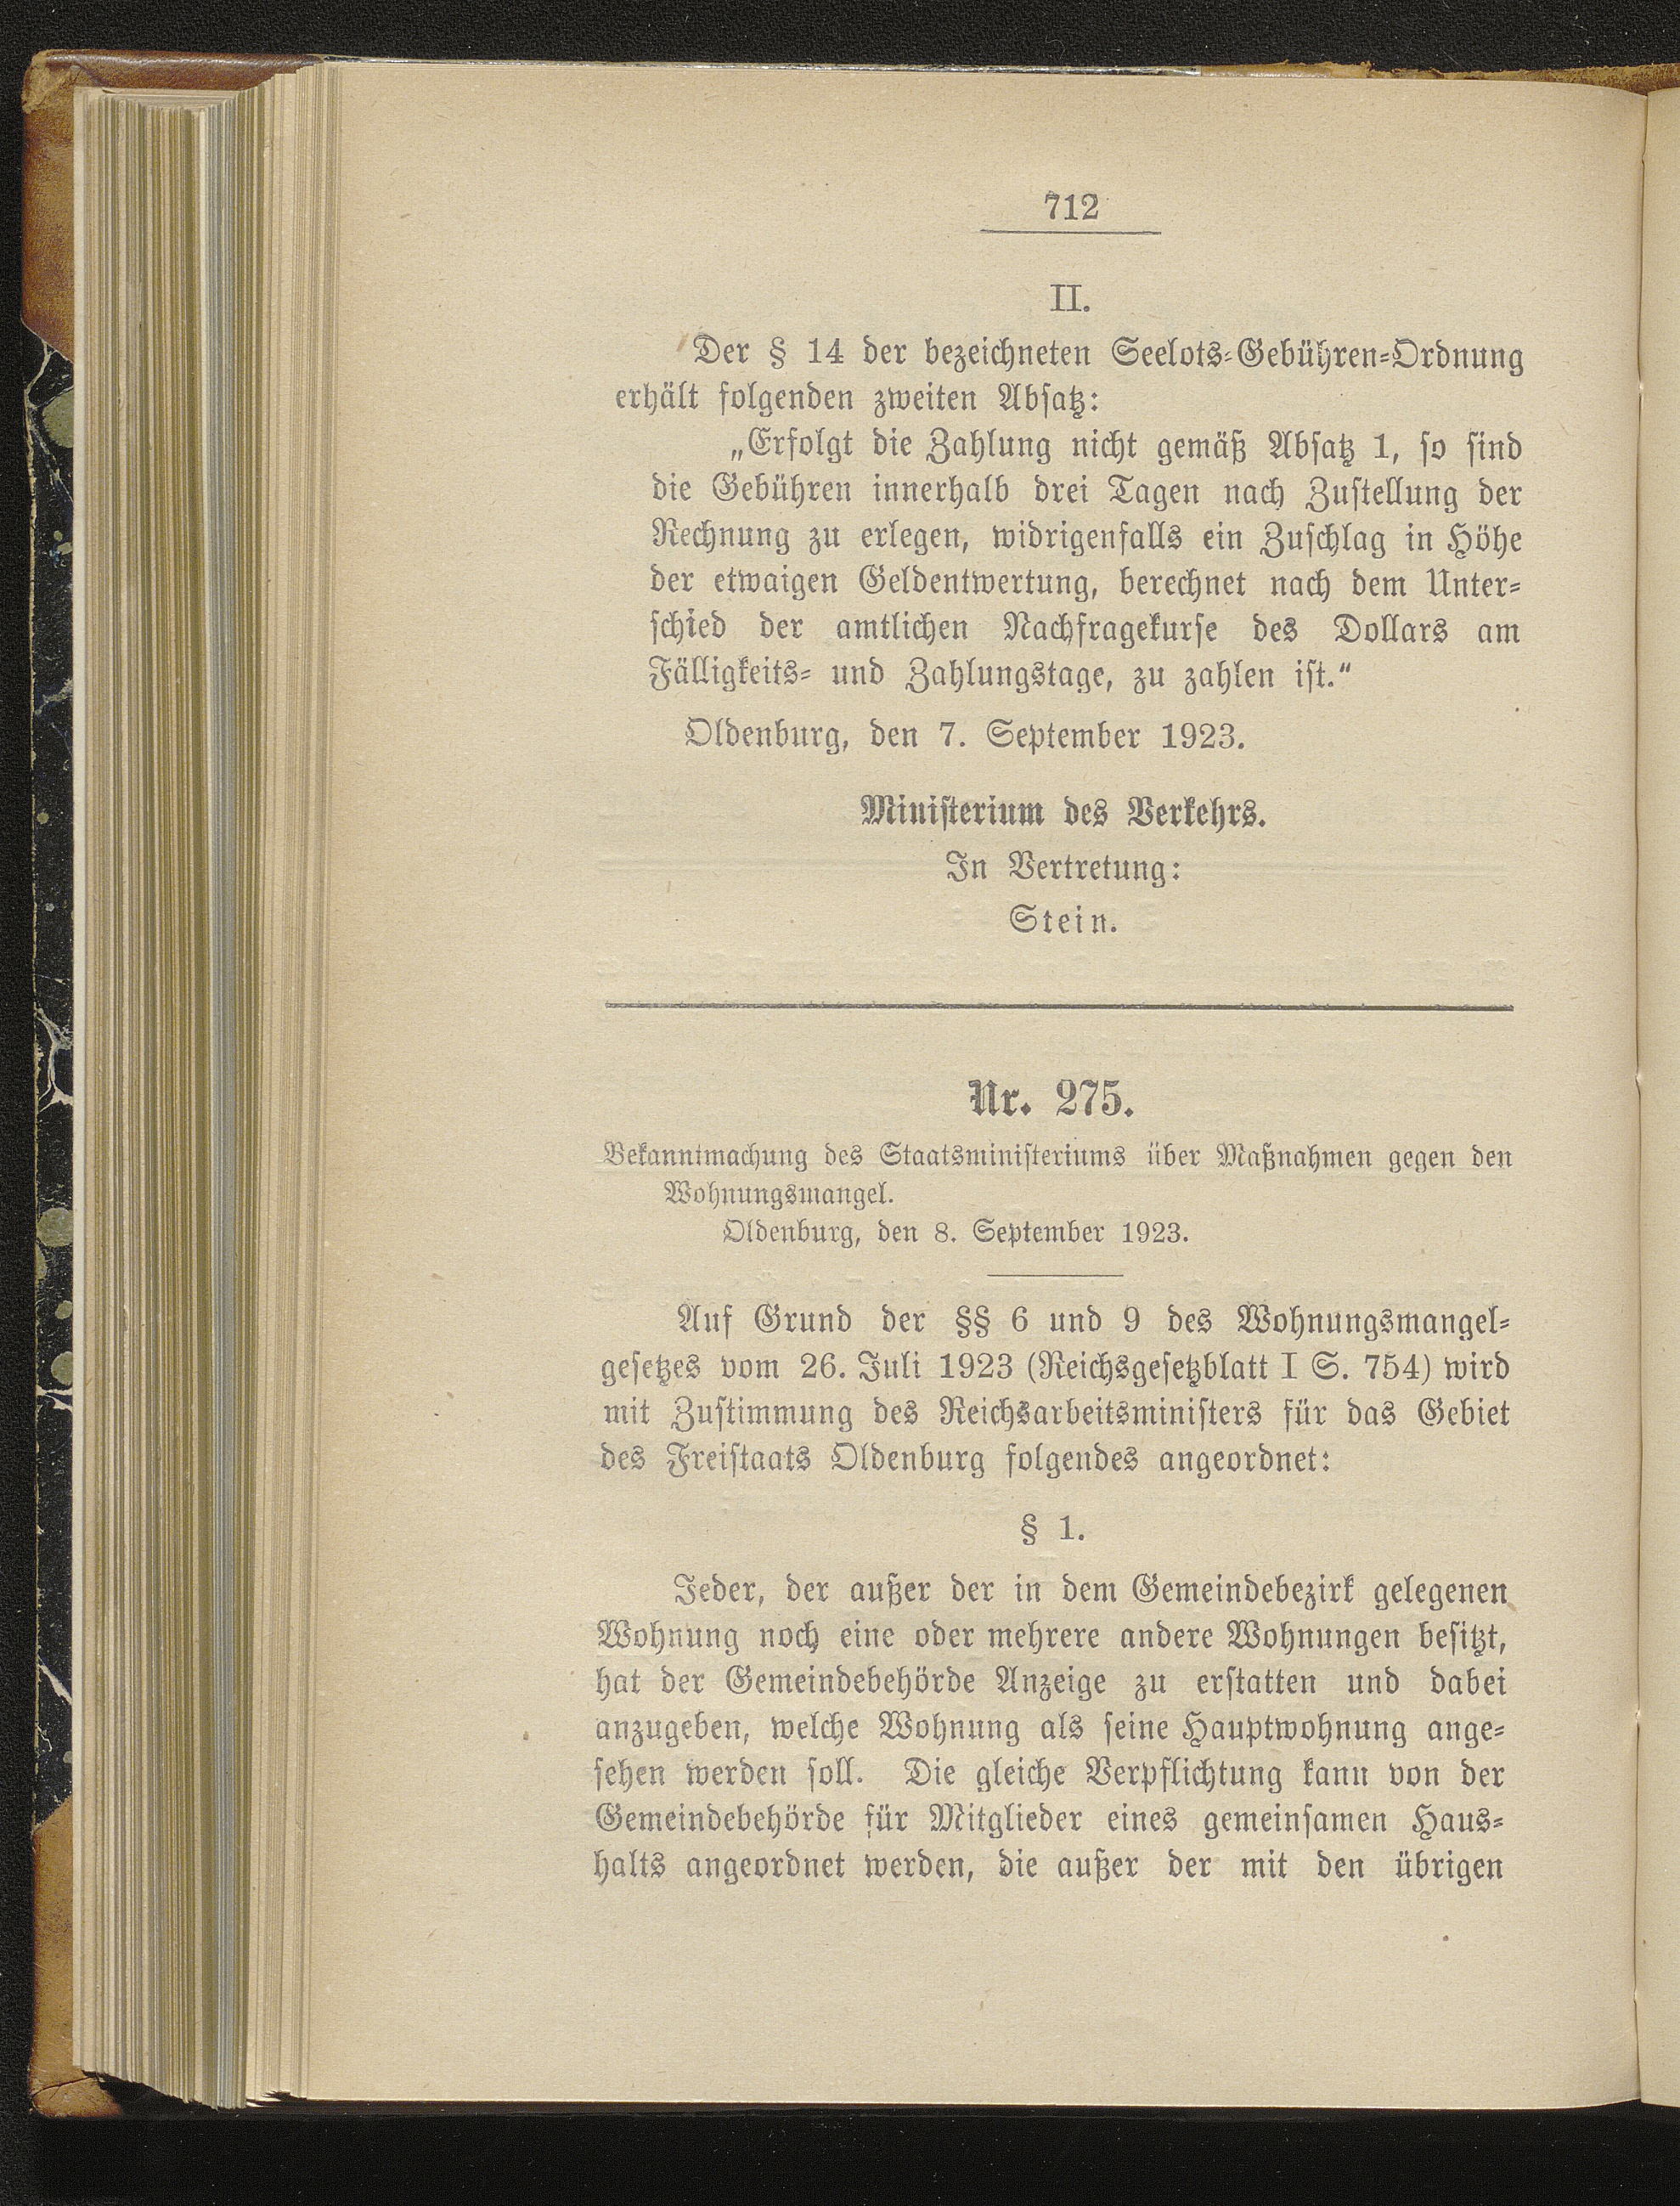 712
II.
Der § 14 der bezeichneten Seelots-Gebühren-Ordnung
erhält folgenden zweiten Absatz:
„Erfolgt die Zahlung nicht gemäß Absatz 1, so sind
die Gebühren innerhalb drei Tagen nach Zustellung der
Rechnung zu erlegen, widrigenfalls ein Zuschlag in Höhe
der etwaigen Geldentwertung, berechnet nach dem Unter-
schied der amtlichen Nachfragekurse des Dollars am
Fälligkeits- und Zahlungstage, zu zahlen ist.“
Oldenburg, den 7. September 1923.
Ministerium des Verkehrs.
In Vertretung:
Stein.
Nr. 275.
Bekanntmachung des Staatsministeriums über Maßnahmen gegen den
Wohnungsmangel.
Oldenburg, den 8. September 1923.
Auf Grund der §§ 6 und 9 des Wohnungsmangel-
gesetzes vom 26. Juli 1923 (Reichsgesetzblatt I S. 754) wird
mit Zustimmung des Reichsarbeitsministers für das Gebiet
des Freistaats Oldenburg folgendes angeordnet:
§ 1.
Jeder, der außer der in dem Gemeindebezirk gelegenen
Wohnung noch eine oder mehrere andere Wohnungen besitzt,
hat der Gemeindebehörde Anzeige zu erstatten und dabei
anzugeben, welche Wohnung als seine Hauptwohnung ange-
sehen werden soll. Die gleiche Verpflichtung kann von der
Gemeindebehörde für Mitglieder eines gemeinsamen Haus-
halts angeordnet werden, die außer der mit den übrigen